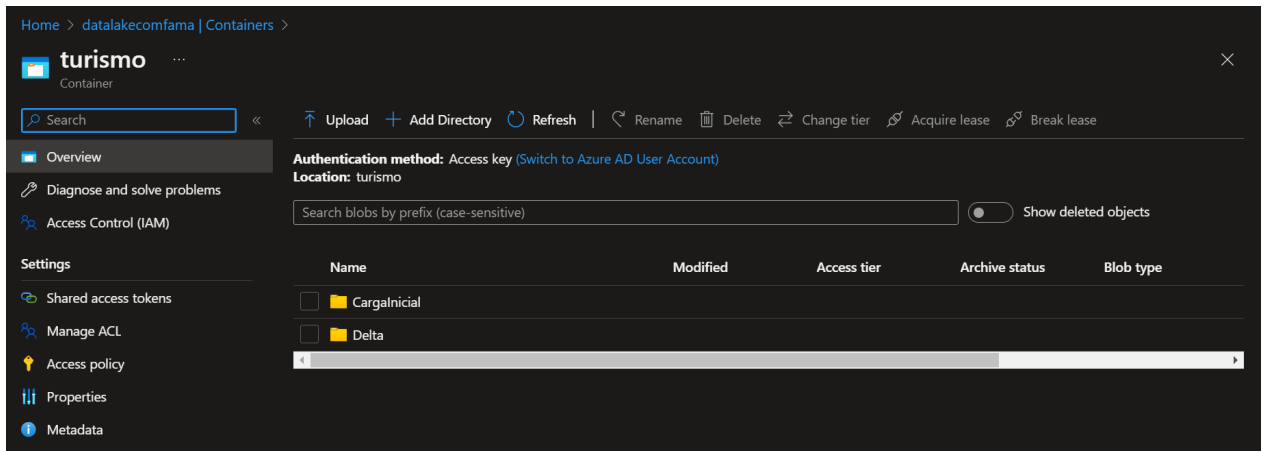 Home > datalakecomfama | Containers >
turismo ...
Container
Search «
Overview
Diagnose and solve problems
Access Control (IAM)
Settings
Shared access tokens
Manage ACL
Access policy
Properties
Metadata
Upload Add Directory Refresh | Rename Delete Change tier Acquire lease Break lease
Authentication method: Access key (Switch to Azure AD User Account)
Location: turismo
Search blobs by prefix (case-sensitive) Show deleted objects
Name Modified Access tier Archive status Blob type
CargaInicial
Delta